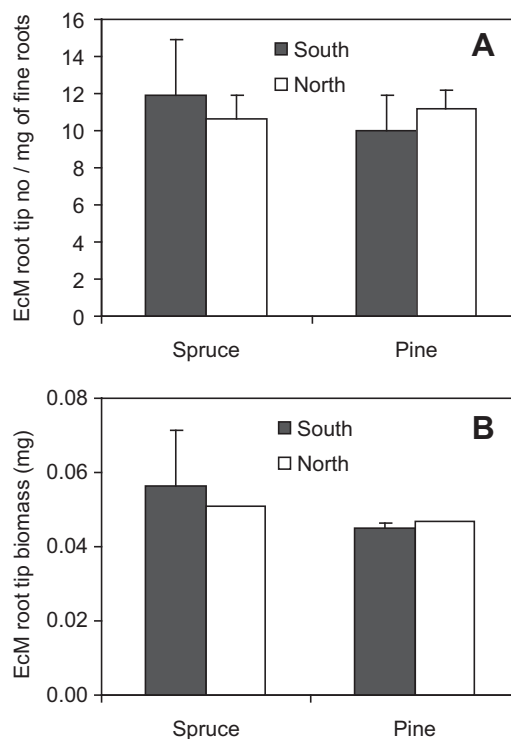 EcM root tip no / mg of fine roots
16
14
12
10
8
6
4
2
0
South
North
A
Spruce
Pine
EcM root tip biomass (mg)
0.08
0.06
0.04
0.02
0.00
South
North
B
Spruce
Pine